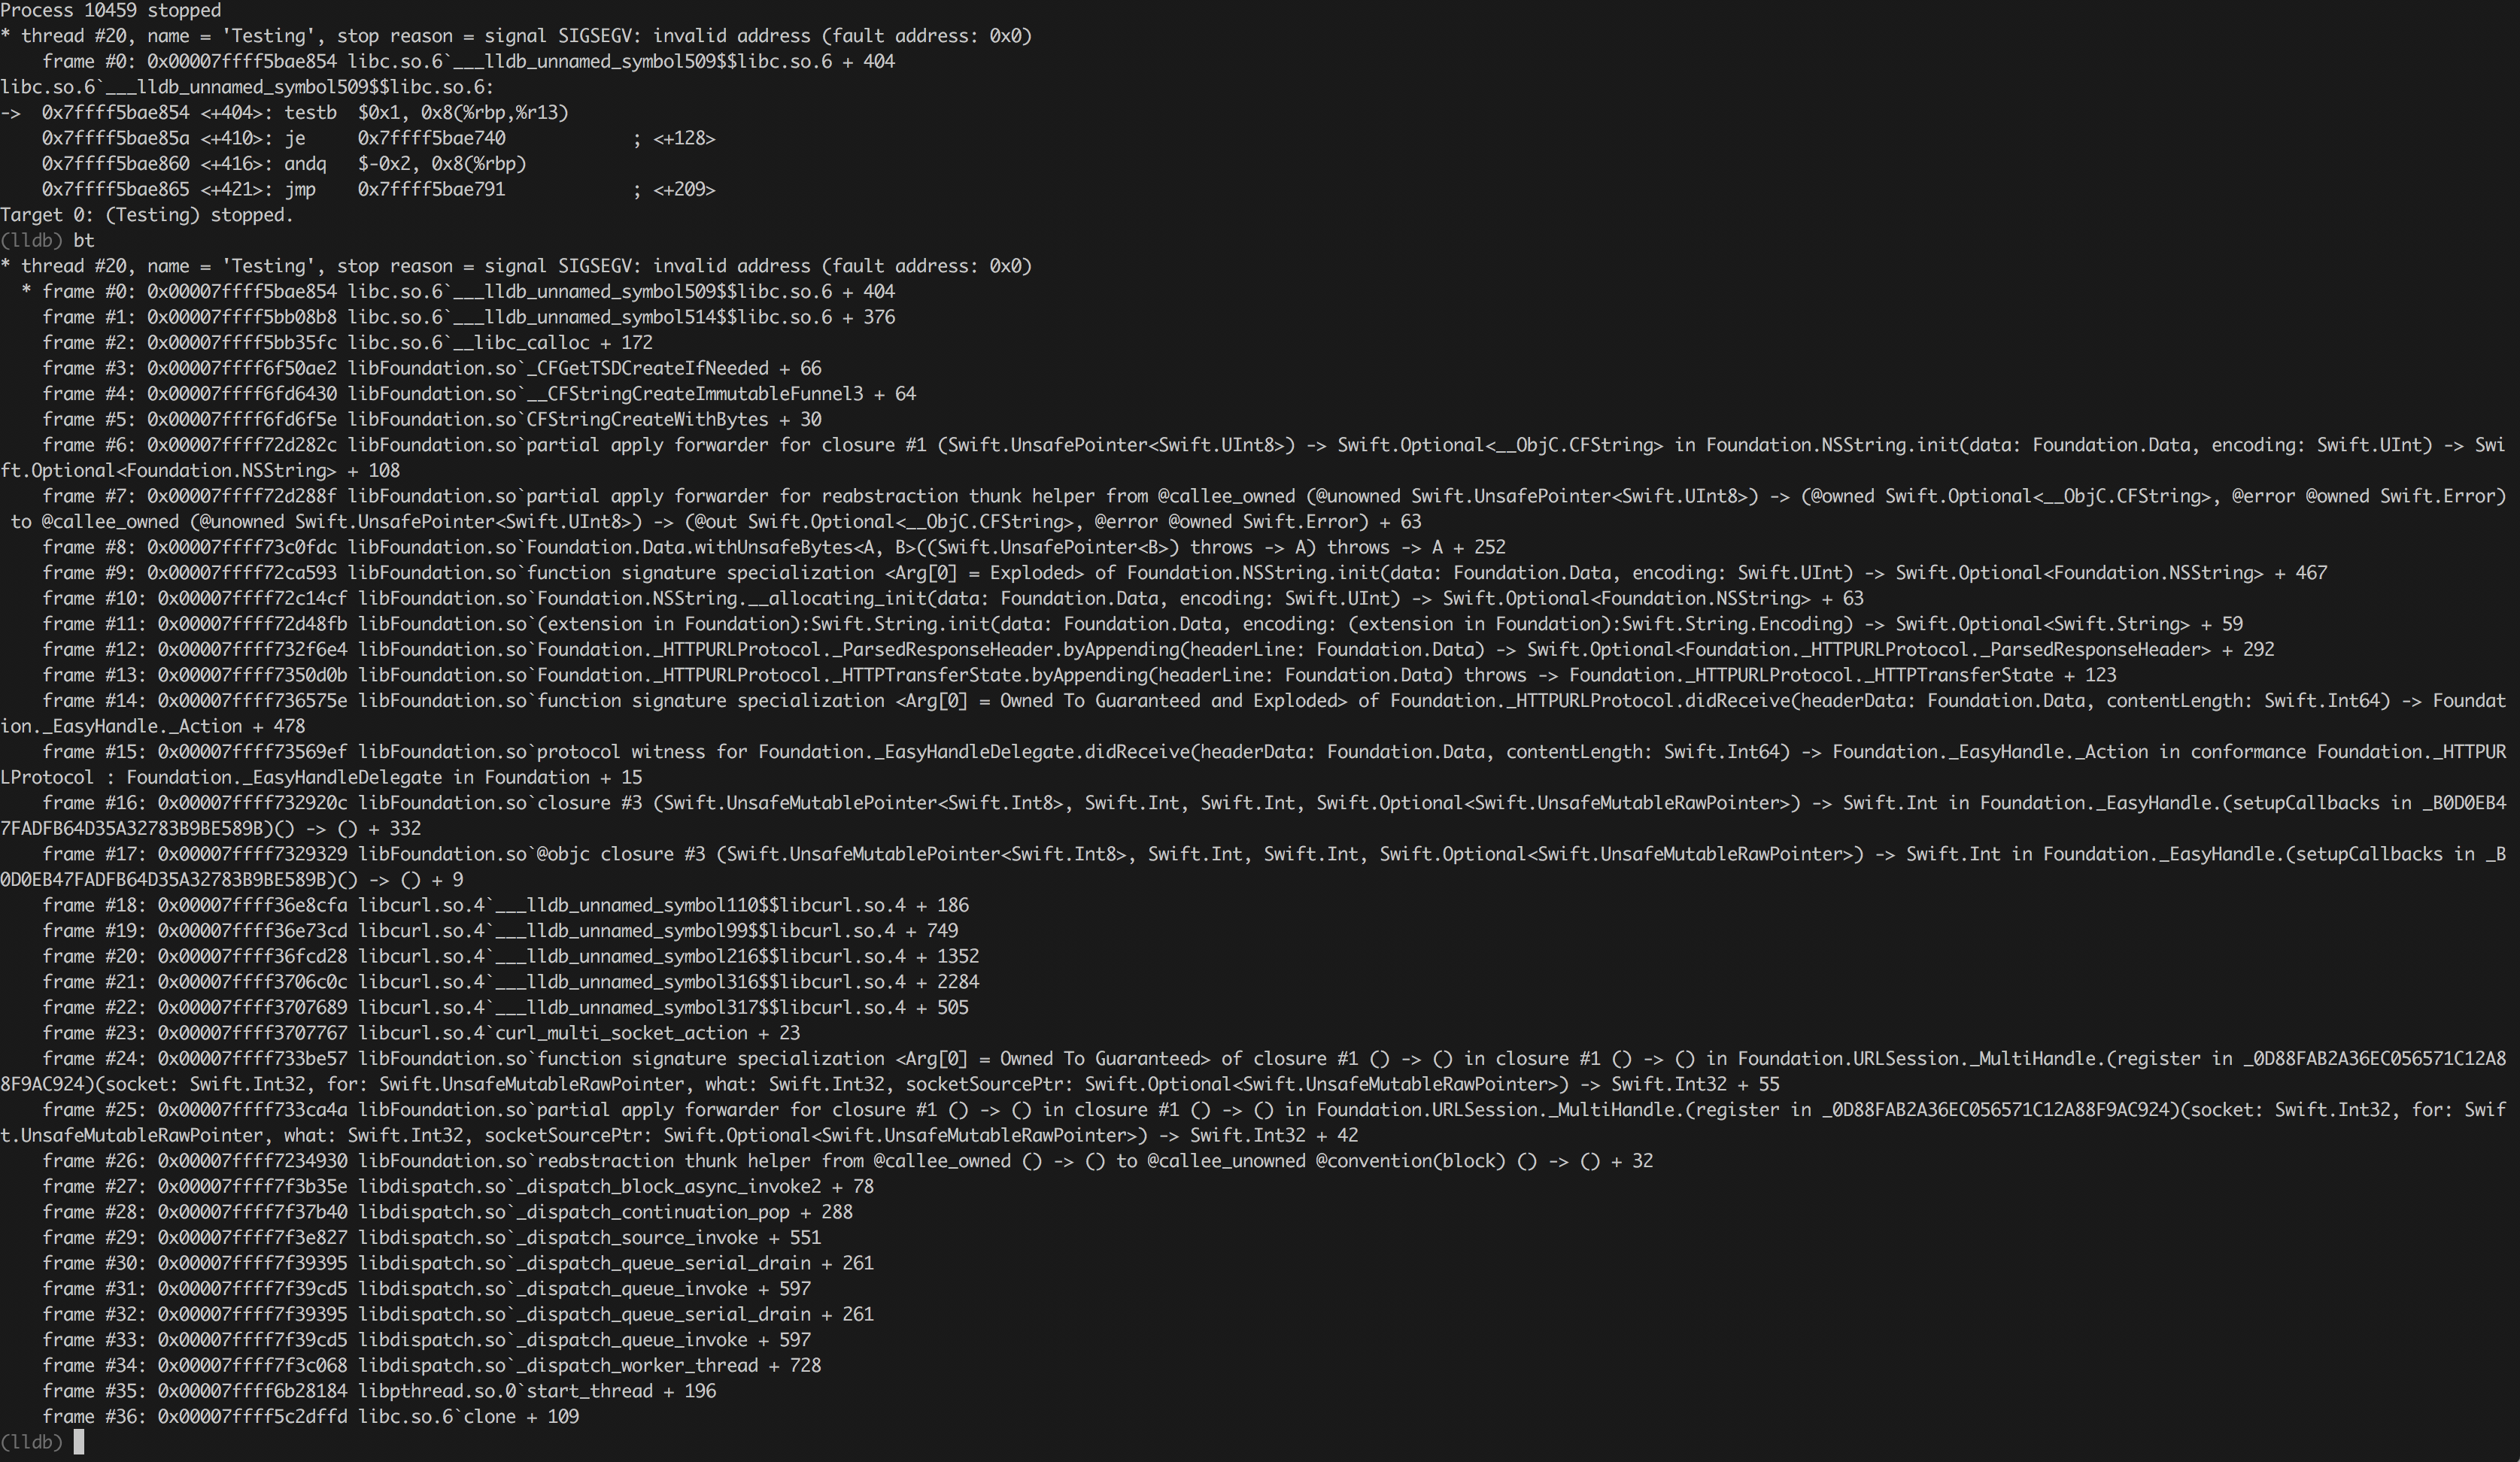 Process 10459 stopped
* thread #20, name = 'Testing', stop reason = signal SIGSEGV: invalid address (fault address: 0x0)
    frame #0: 0x00007ffff5bae854 libc.so.6`___lldb_unnamed_symbol509$$libc.so.6 + 404
libc.so.6`___lldb_unnamed_symbol509$$libc.so.6:
->  0x7ffff5bae854 <+404>: testb  $0x1, 0x8(%rbp,%r13)
    0x7ffff5bae85a <+410>: je     0x7ffff5bae740            ; <+128>
    0x7ffff5bae860 <+416>: andq   $-0x2, 0x8(%rbp)
    0x7ffff5bae865 <+421>: jmp    0x7ffff5bae791            ; <+209>
Target 0: (Testing) stopped.
(lldb) bt
* thread #20, name = 'Testing', stop reason = signal SIGSEGV: invalid address (fault address: 0x0)
  * frame #0: 0x00007ffff5bae854 libc.so.6`___lldb_unnamed_symbol509$$libc.so.6 + 404
    frame #1: 0x00007ffff5bb08b8 libc.so.6`___lldb_unnamed_symbol514$$libc.so.6 + 376
    frame #2: 0x00007ffff5bb35fc libc.so.6`__libc_calloc + 172
    frame #3: 0x00007ffff6f50ae2 libFoundation.so`_CFGetTSDCreateIfNeeded + 66
    frame #4: 0x00007ffff6fd6430 libFoundation.so`__CFStringCreateImmutableFunnel3 + 64
    frame #5: 0x00007ffff6fd6f5e libFoundation.so`CFStringCreateWithBytes + 30
    frame #6: 0x00007ffff72d282c libFoundation.so`partial apply forwarder for closure #1 (Swift.UnsafePointer<Swift.UInt8>) -> Swift.Optional<__ObjC.CFString> in Foundation.NSString.init(data: Foundation.Data, encoding: Swift.UInt) -> Swi
ft.Optional<Foundation.NSString> + 108
    frame #7: 0x00007ffff72d288f libFoundation.so`partial apply forwarder for reabstraction thunk helper from @callee_owned (@unowned Swift.UnsafePointer<Swift.UInt8>) -> (@owned Swift.Optional<__ObjC.CFString>, @error @owned Swift.Error)
 to @callee_owned (@unowned Swift.UnsafePointer<Swift.UInt8>) -> (@out Swift.Optional<__ObjC.CFString>, @error @owned Swift.Error) + 63
    frame #8: 0x00007ffff73c0fdc libFoundation.so`Foundation.Data.withUnsafeBytes<A, B>((Swift.UnsafePointer<B>) throws -> A) throws -> A + 252
    frame #9: 0x00007ffff72ca593 libFoundation.so`function signature specialization <Arg[0] = Exploded> of Foundation.NSString.init(data: Foundation.Data, encoding: Swift.UInt) -> Swift.Optional<Foundation.NSString> + 467
    frame #10: 0x00007ffff72c14cf libFoundation.so`Foundation.NSString.__allocating_init(data: Foundation.Data, encoding: Swift.UInt) -> Swift.Optional<Foundation.NSString> + 63
    frame #11: 0x00007ffff72d48fb libFoundation.so`(extension in Foundation):Swift.String.init(data: Foundation.Data, encoding: (extension in Foundation):Swift.String.Encoding) -> Swift.Optional<Swift.String> + 59
    frame #12: 0x00007ffff732f6e4 libFoundation.so`Foundation._HTTPURLProtocol._ParsedResponseHeader.byAppending(headerLine: Foundation.Data) -> Swift.Optional<Foundation._HTTPURLProtocol._ParsedResponseHeader> + 292
    frame #13: 0x00007ffff7350d0b libFoundation.so`Foundation._HTTPURLProtocol._HTTPTransferState.byAppending(headerLine: Foundation.Data) throws -> Foundation._HTTPURLProtocol._HTTPTransferState + 123
    frame #14: 0x00007ffff736575e libFoundation.so`function signature specialization <Arg[0] = Owned To Guaranteed and Exploded> of Foundation._HTTPURLProtocol.didReceive(headerData: Foundation.Data, contentLength: Swift.Int64) -> Foundat
ion._EasyHandle._Action + 478
    frame #15: 0x00007ffff73569ef libFoundation.so`protocol witness for Foundation._EasyHandleDelegate.didReceive(headerData: Foundation.Data, contentLength: Swift.Int64) -> Foundation._EasyHandle._Action in conformance Foundation._HTTPUR
LProtocol : Foundation._EasyHandleDelegate in Foundation + 15
    frame #16: 0x00007ffff732920c libFoundation.so`closure #3 (Swift.UnsafeMutablePointer<Swift.Int8>, Swift.Int, Swift.Int, Swift.Optional<Swift.UnsafeMutableRawPointer>) -> Swift.Int in Foundation._EasyHandle.(setupCallbacks in _B0D0EB4
7FADFB64D35A32783B9BE589B)() -> () + 332
    frame #17: 0x00007ffff7329329 libFoundation.so`@objc closure #3 (Swift.UnsafeMutablePointer<Swift.Int8>, Swift.Int, Swift.Int, Swift.Optional<Swift.UnsafeMutableRawPointer>) -> Swift.Int in Foundation._EasyHandle.(setupCallbacks in _B
0D0EB47FADFB64D35A32783B9BE589B)() -> () + 9
    frame #18: 0x00007ffff36e8cfa libcurl.so.4`___lldb_unnamed_symbol110$$libcurl.so.4 + 186
    frame #19: 0x00007ffff36e73cd libcurl.so.4`___lldb_unnamed_symbol99$$libcurl.so.4 + 749
    frame #20: 0x00007ffff36fcd28 libcurl.so.4`___lldb_unnamed_symbol216$$libcurl.so.4 + 1352
    frame #21: 0x00007ffff3706c0c libcurl.so.4`___lldb_unnamed_symbol316$$libcurl.so.4 + 2284
    frame #22: 0x00007ffff3707689 libcurl.so.4`___lldb_unnamed_symbol317$$libcurl.so.4 + 505
    frame #23: 0x00007ffff3707767 libcurl.so.4`curl_multi_socket_action + 23
    frame #24: 0x00007ffff733be57 libFoundation.so`function signature specialization <Arg[0] = Owned To Guaranteed> of closure #1 () -> () in closure #1 () -> () in Foundation.URLSession._MultiHandle.(register in _0D88FAB2A36EC056571C12A8
8F9AC924)(socket: Swift.Int32, for: Swift.UnsafeMutableRawPointer, what: Swift.Int32, socketSourcePtr: Swift.Optional<Swift.UnsafeMutableRawPointer>) -> Swift.Int32 + 55
    frame #25: 0x00007ffff733ca4a libFoundation.so`partial apply forwarder for closure #1 () -> () in closure #1 () -> () in Foundation.URLSession._MultiHandle.(register in _0D88FAB2A36EC056571C12A88F9AC924)(socket: Swift.Int32, for: Swif
t.UnsafeMutableRawPointer, what: Swift.Int32, socketSourcePtr: Swift.Optional<Swift.UnsafeMutableRawPointer>) -> Swift.Int32 + 42
    frame #26: 0x00007ffff7234930 libFoundation.so`reabstraction thunk helper from @callee_owned () -> () to @callee_unowned @convention(block) () -> () + 32
    frame #27: 0x00007ffff7f3b35e libdispatch.so`_dispatch_block_async_invoke2 + 78
    frame #28: 0x00007ffff7f37b40 libdispatch.so`_dispatch_continuation_pop + 288
    frame #29: 0x00007ffff7f3e827 libdispatch.so`_dispatch_source_invoke + 551
    frame #30: 0x00007ffff7f39395 libdispatch.so`_dispatch_queue_serial_drain + 261
    frame #31: 0x00007ffff7f39cd5 libdispatch.so`_dispatch_queue_invoke + 597
    frame #32: 0x00007ffff7f39395 libdispatch.so`_dispatch_queue_serial_drain + 261
    frame #33: 0x00007ffff7f39cd5 libdispatch.so`_dispatch_queue_invoke + 597
    frame #34: 0x00007ffff7f3c068 libdispatch.so`_dispatch_worker_thread + 728
    frame #35: 0x00007ffff6b28184 libpthread.so.0`start_thread + 196
    frame #36: 0x00007ffff5c2dffd libc.so.6`clone + 109
(lldb)